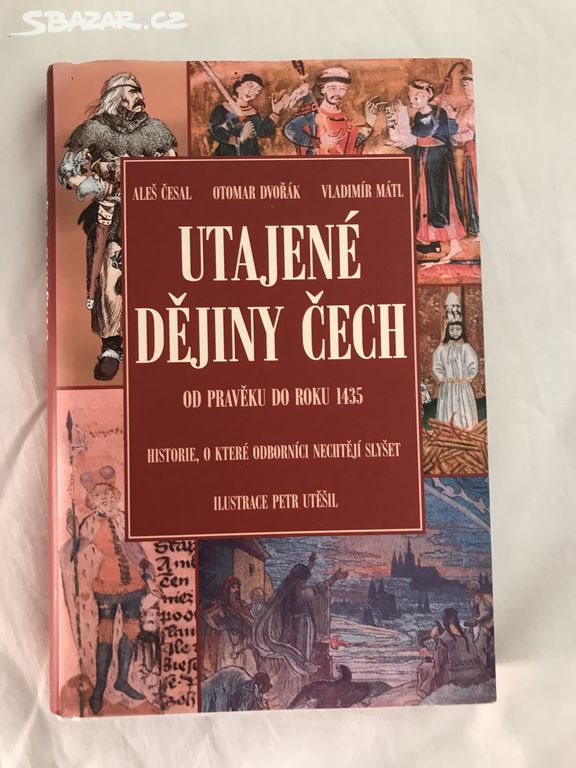 SBAZAR.CZ
ALEŠ ČESAL OTOMAR DVOŘÁK VLADIMÍR MÁTL
UTAJENÉ
DĚJINY ČECH
OD PRAVĚKU DO ROKU 1435
HISTORIE, O KTERÉ ODBORNÍCI NECHTĚJÍ SLYŠET
ILUSTRACE PETR UTĚŠIL